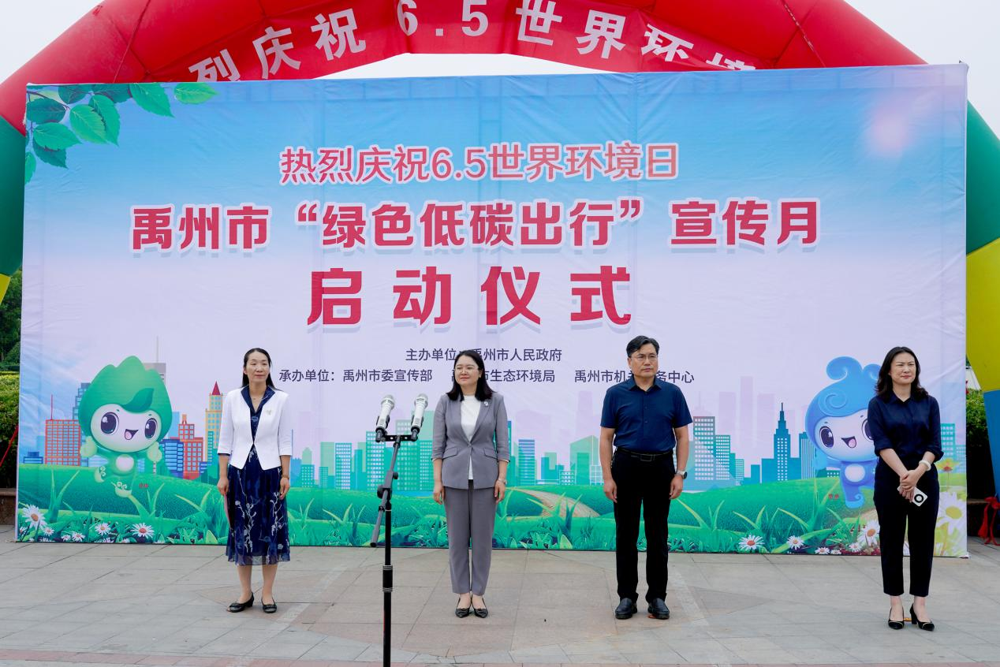 烈庆祝6.5世界环境
热烈庆祝6.5世界环境日
禹州市“绿色低碳出行”宣传月
启动仪式
主办单位：禹州市人民政府
承办单位：禹州市委宣传部 市生态环境局 禹州市机 务中心